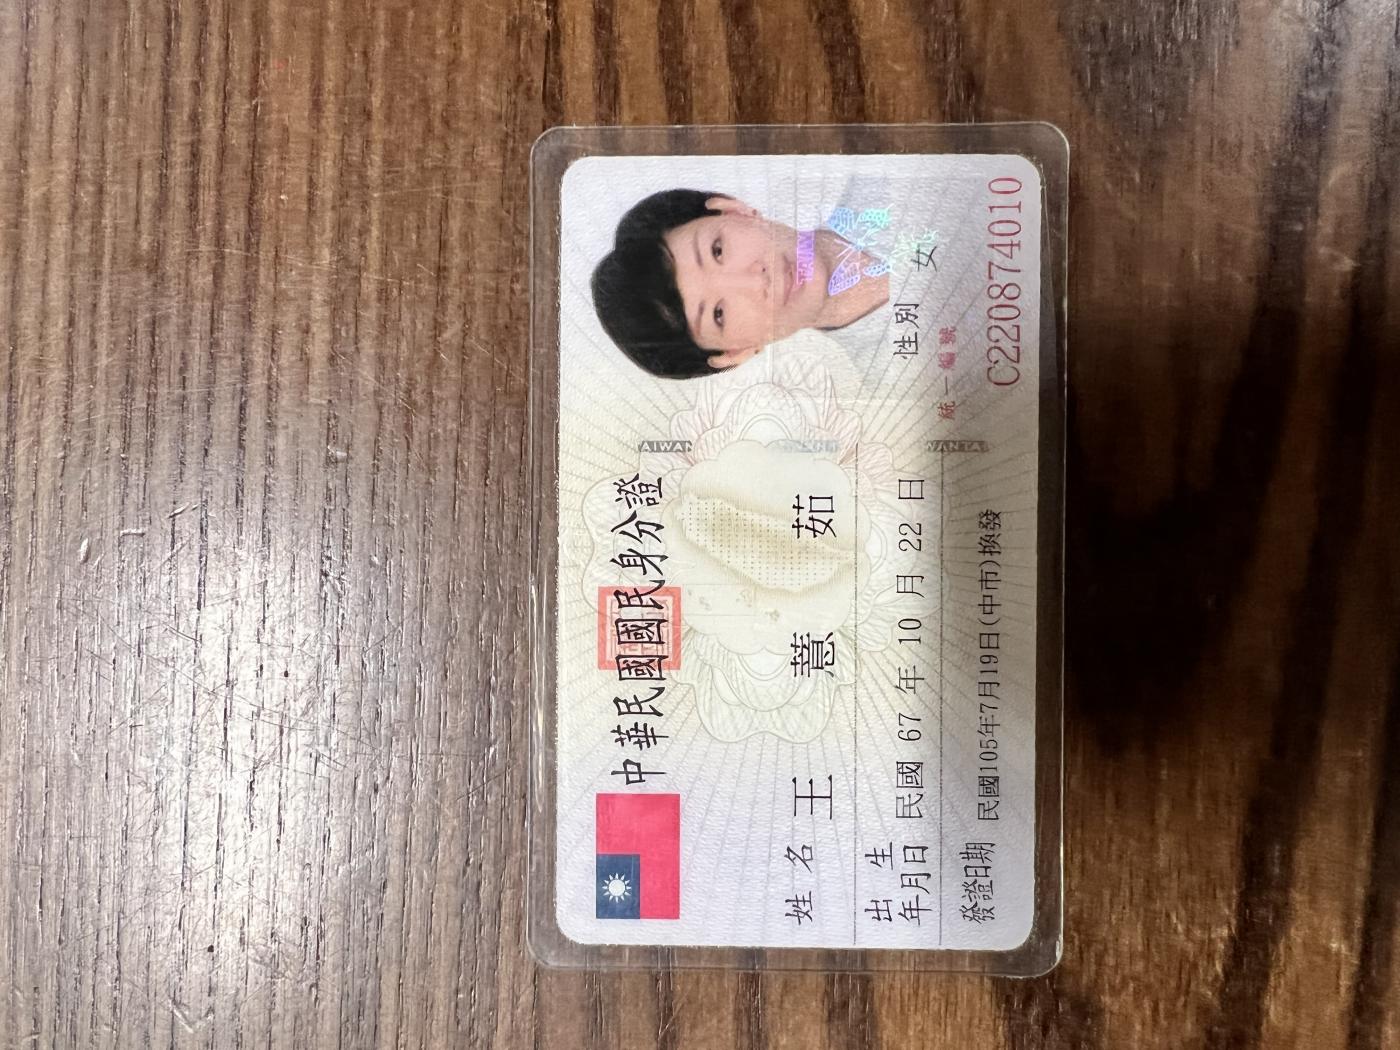 中華民國國民身分證
姓名 王薏茹
出生年月日 民國 67 年 10 月 22 日
性別 女
發證日期 民國105年7月19日(中市)換發
統一編號
C220874010
TAIWAN